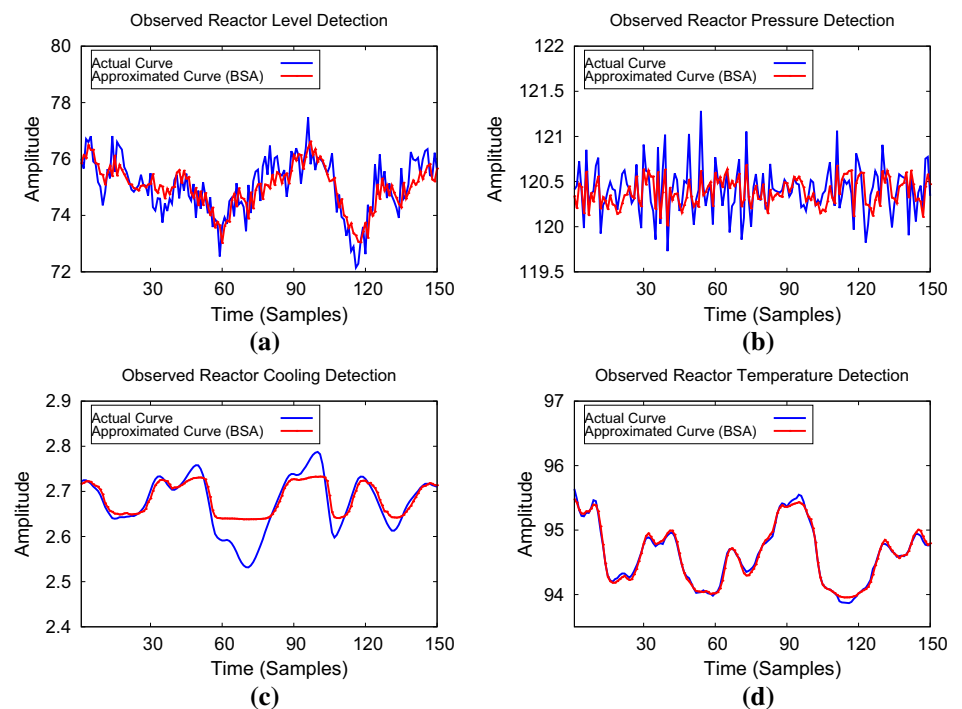 Observed Reactor Level Detection
80
78
76
74
72
Amplitude
Actual Curve
Approximated Curve (BSA)
30
60
90
120
150
Time (Samples)
(a)
Observed Reactor Pressure Detection
122
121.5
121
120.5
120
119.5
Amplitude
Actual Curve
Approximated Curve (BSA)
30
60
90
120
150
Time (Samples)
(b)
Observed Reactor Cooling Detection
2.9
2.8
2.7
2.6
2.5
2.4
Amplitude
Actual Curve
Approximated Curve (BSA)
30
60
90
120
150
Time (Samples)
(c)
Observed Reactor Temperature Detection
97
96
95
94
Amplitude
Actual Curve
Approximated Curve (BSA)
30
60
90
120
150
Time (Samples)
(d)